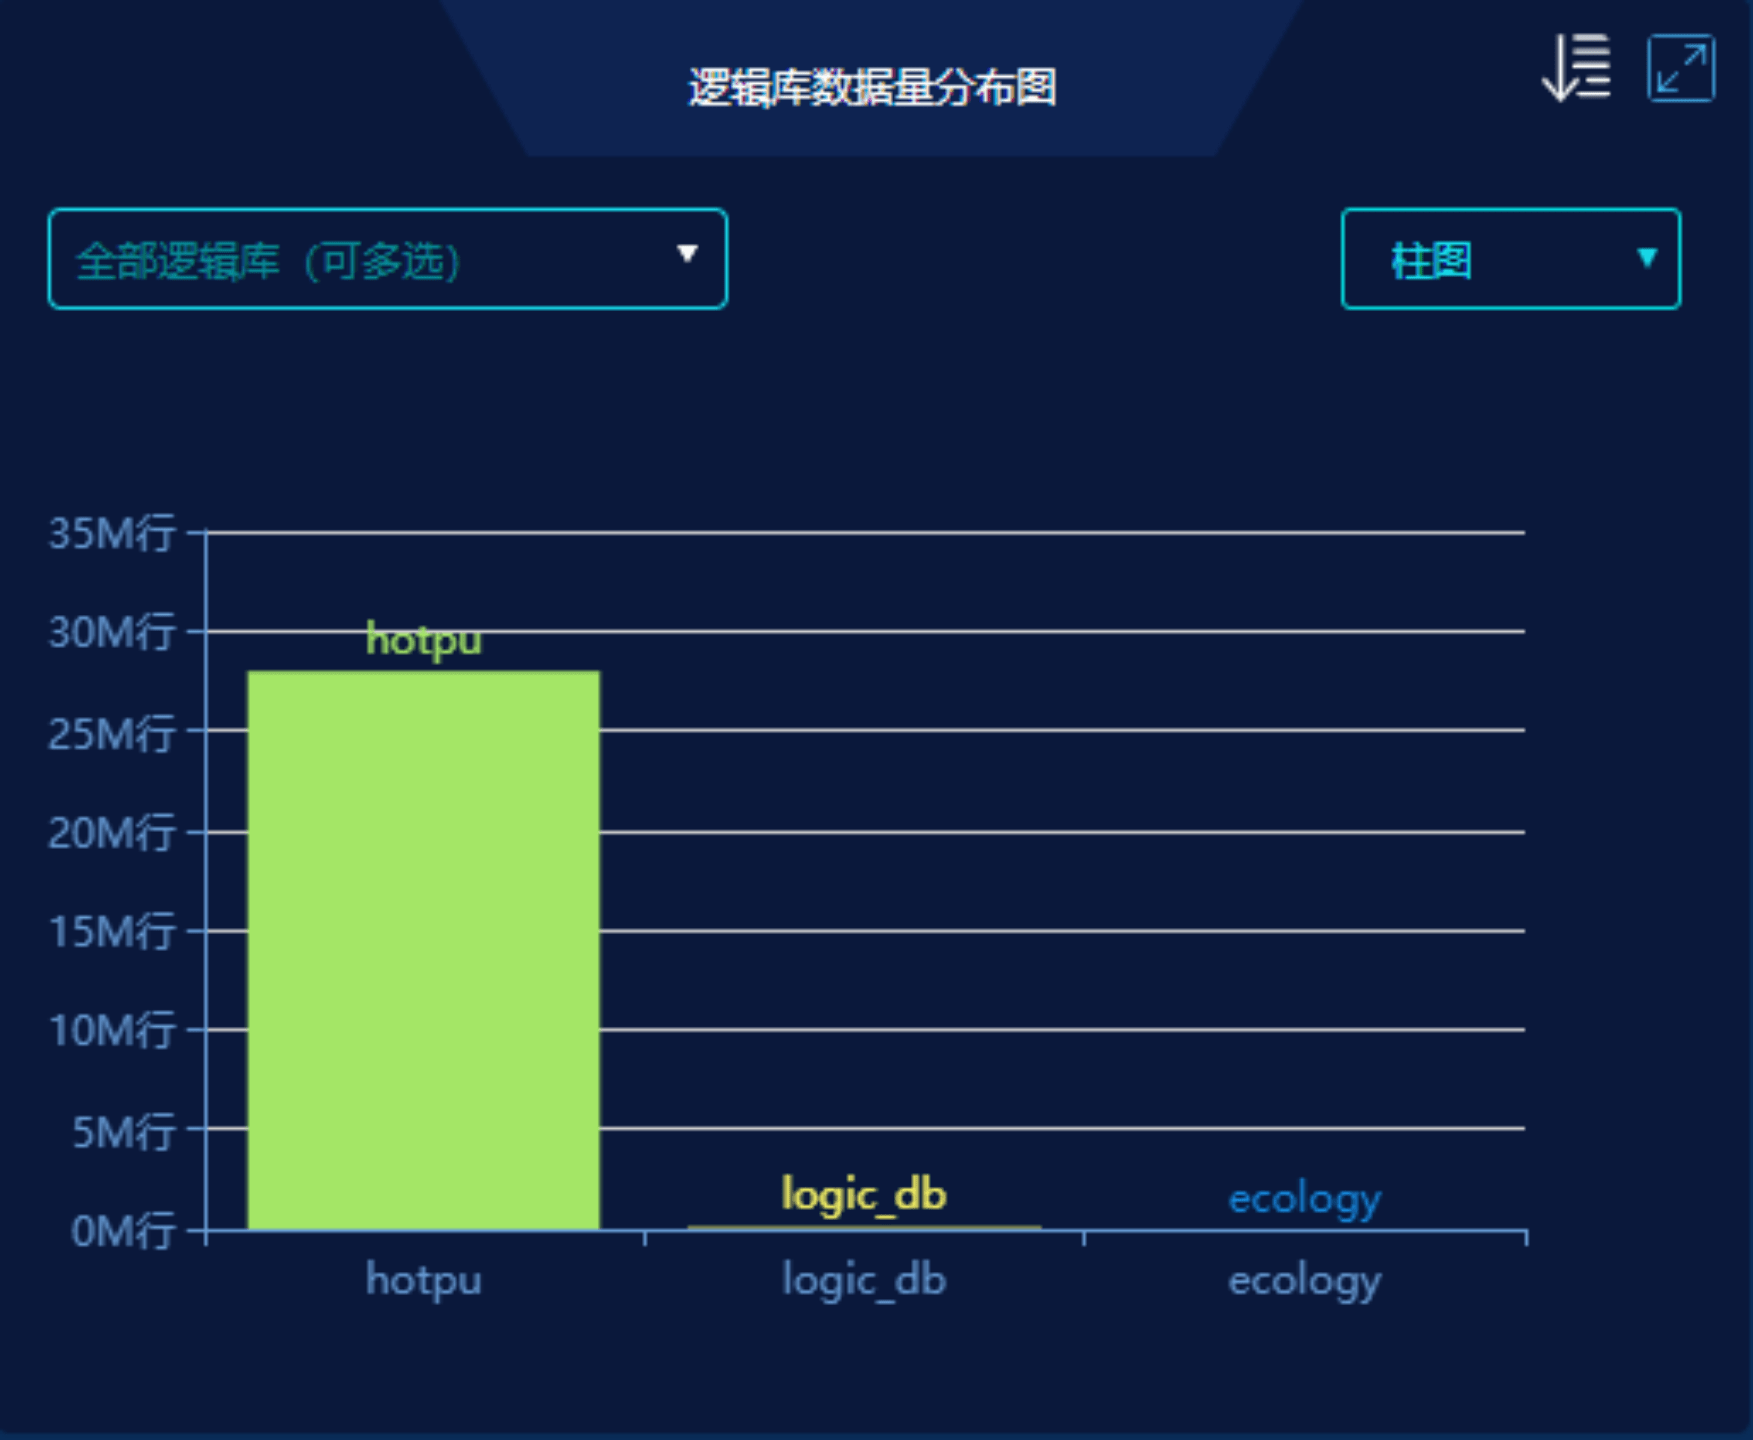 逻辑库数据量分布图
全部逻辑库（可多选）
柱图
35M行
30M行
25M行
20M行
15M行
10M行
5M行
0M行
hotpu
logic_db
ecology
hotpu
logic_db
ecology